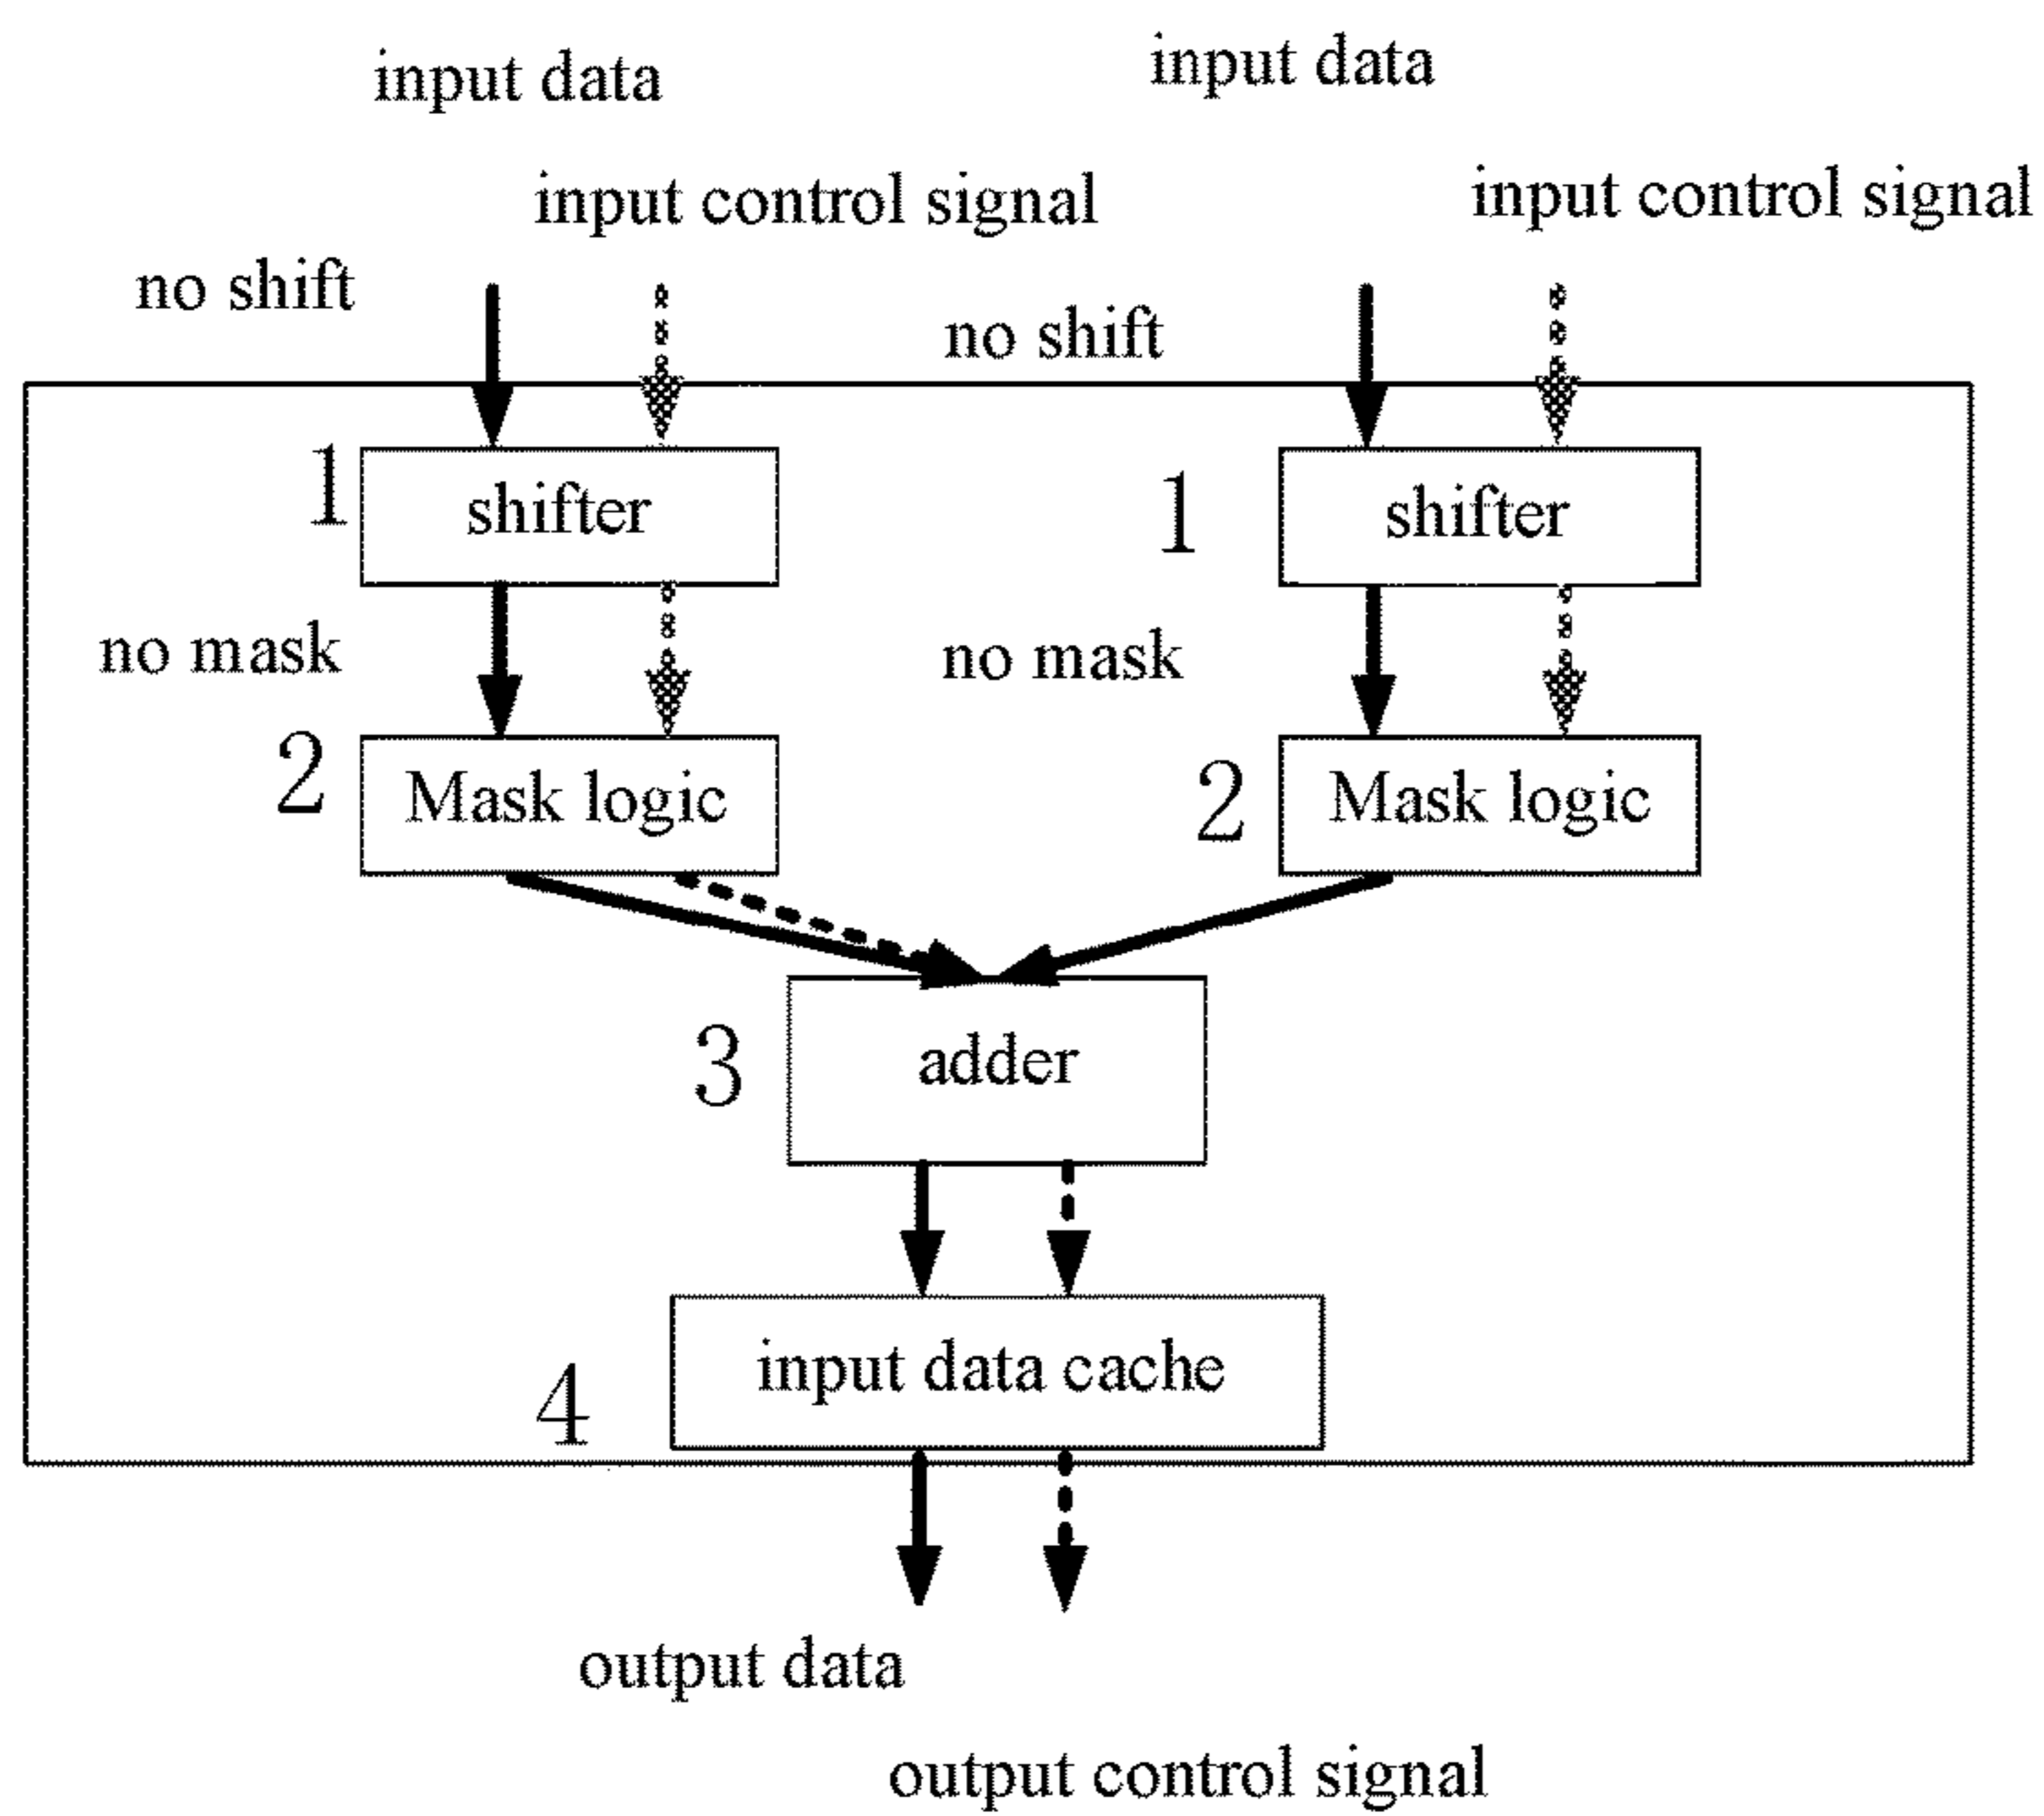 input data
input data
input control signal
input control signal
no shift
no shift
1
shifter
1
shifter
no mask
no mask
2
Mask logic
2
Mask logic
3
adder
4
input data cache
output data
output control signal